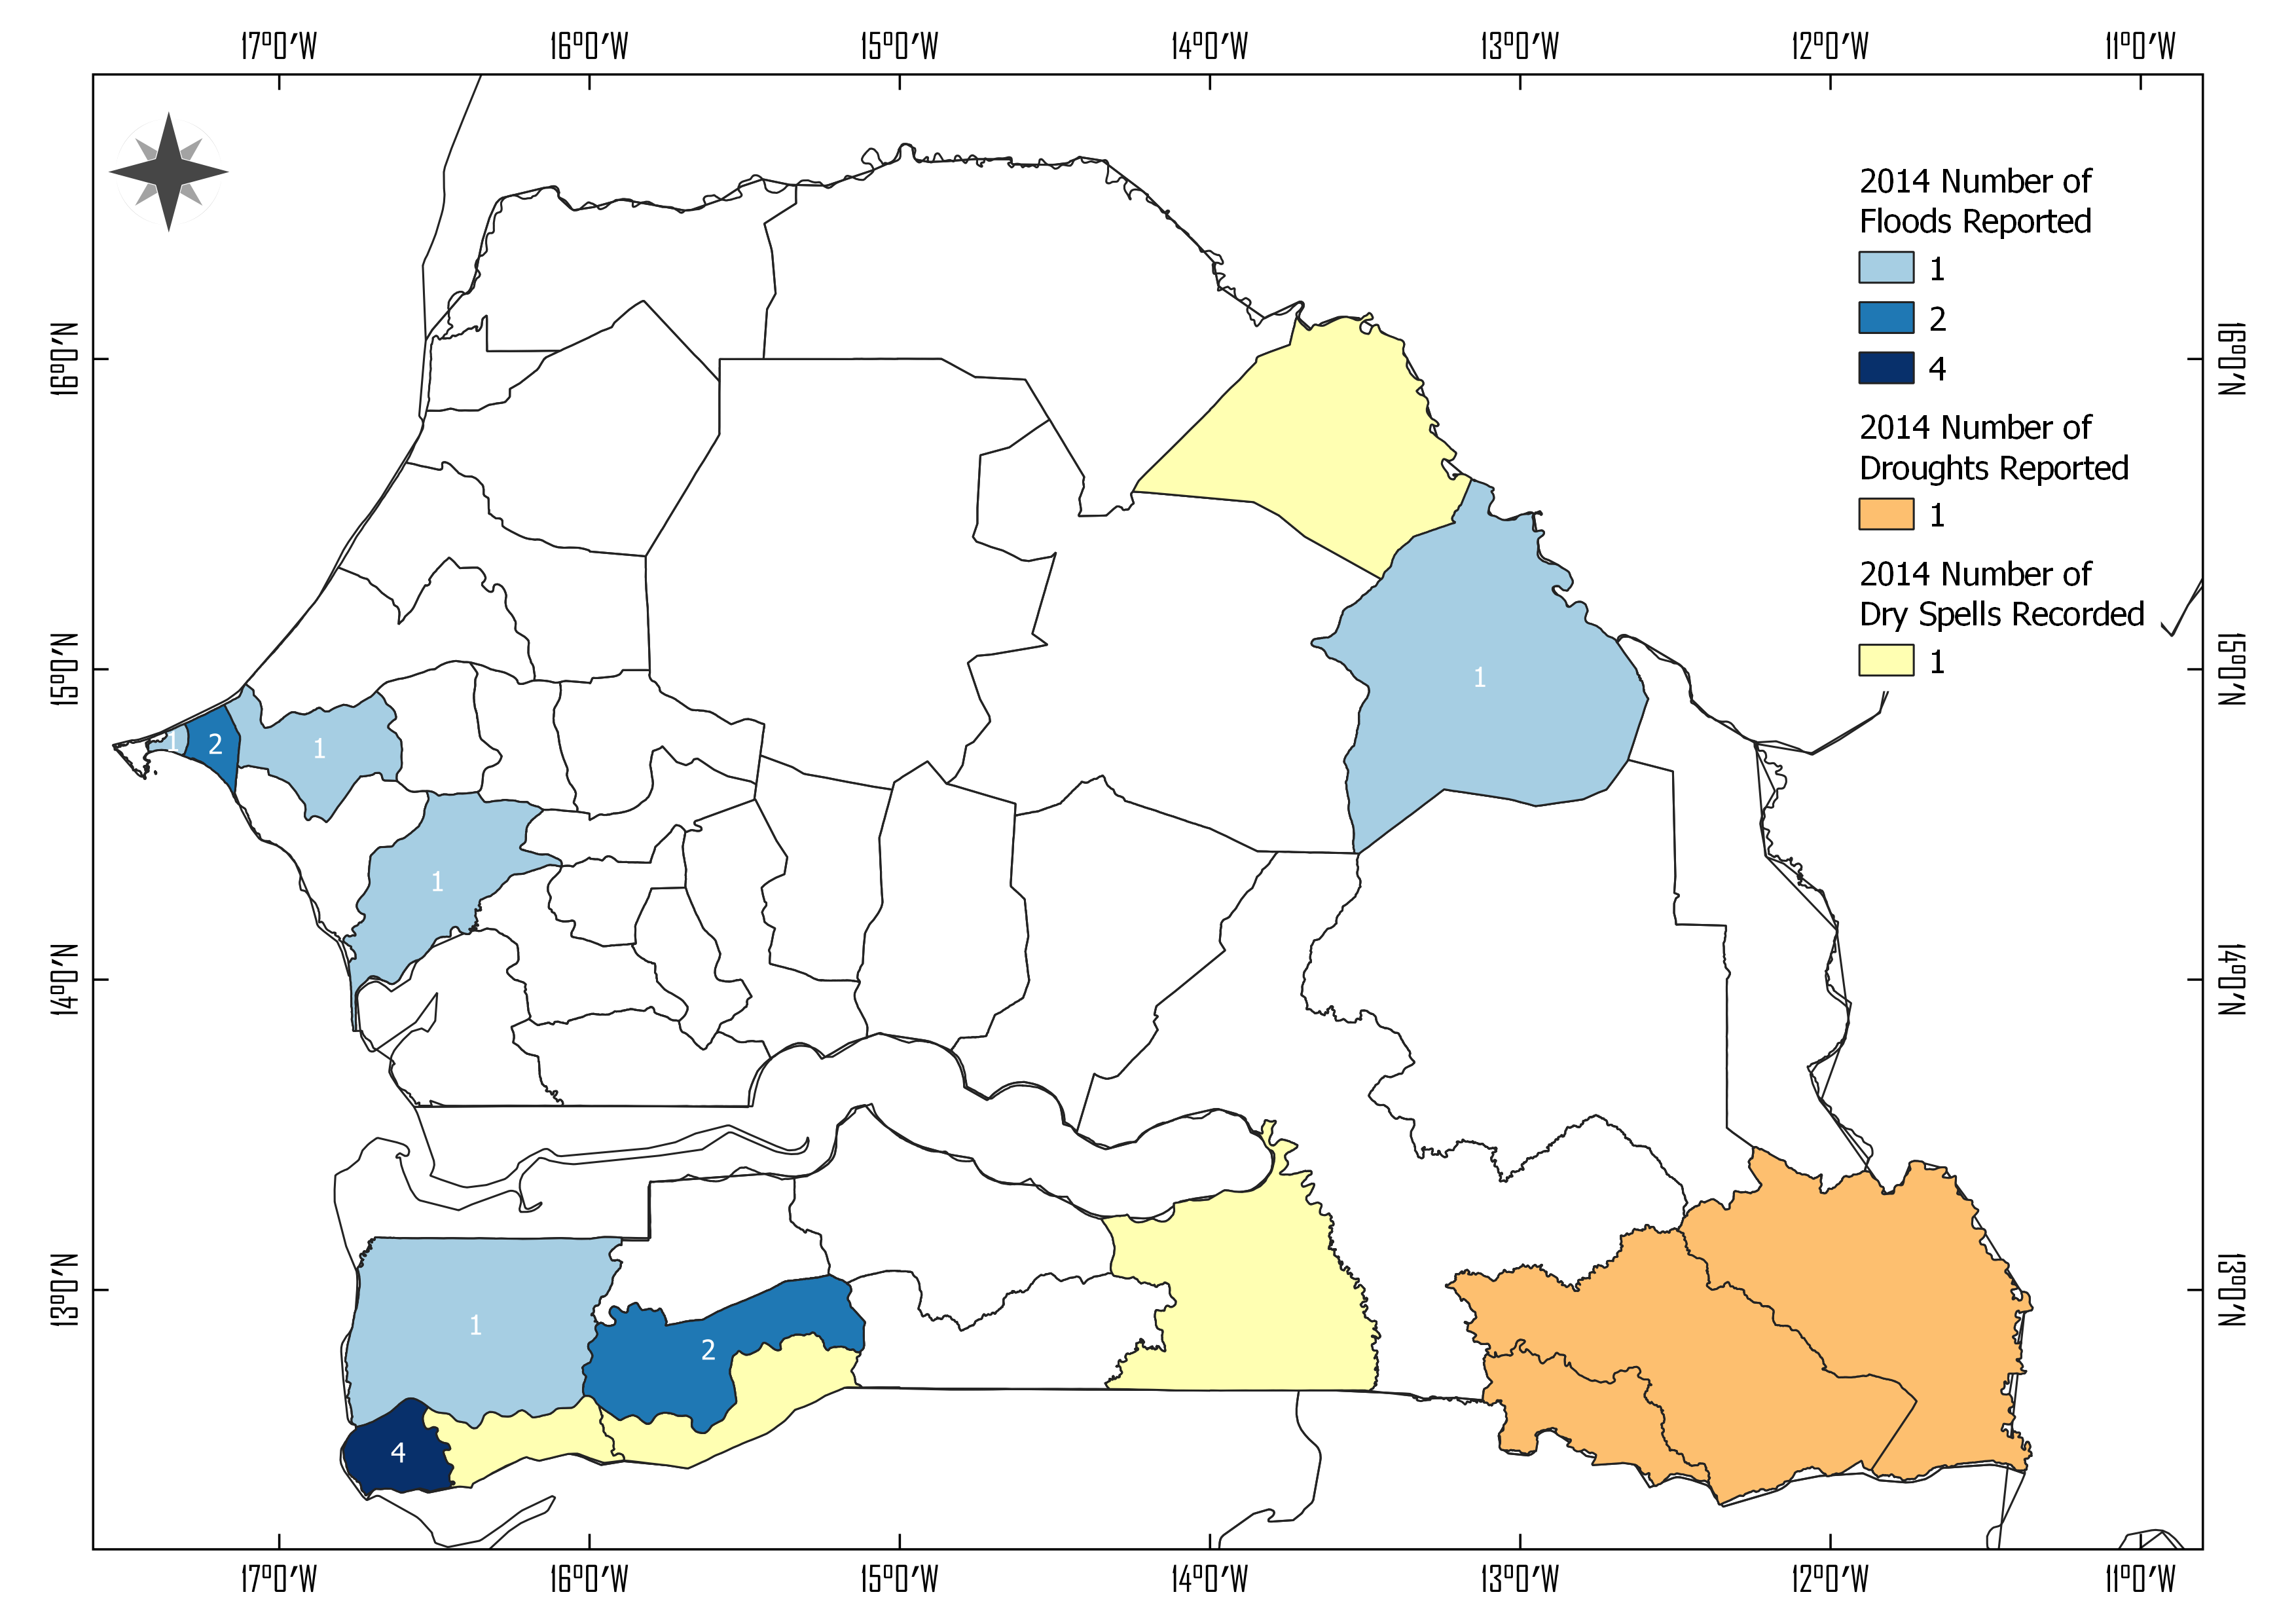 17°0′W 16°0′W 15°0′W 14°0′W 13°0′W 12°0′W 11°0′W
2014 Number of
Floods Reported
1
2
4
2014 Number of
Droughts Reported
1
2014 Number of
Dry Spells Recorded
1
16°0′N 16°0′N
15°0′N 15°0′N
14°0′N 14°0′N
13°0′N 13°0′N
1
1 2 1
1
1
2
4
17°0′W 16°0′W 15°0′W 14°0′W 13°0′W 12°0′W 11°0′W